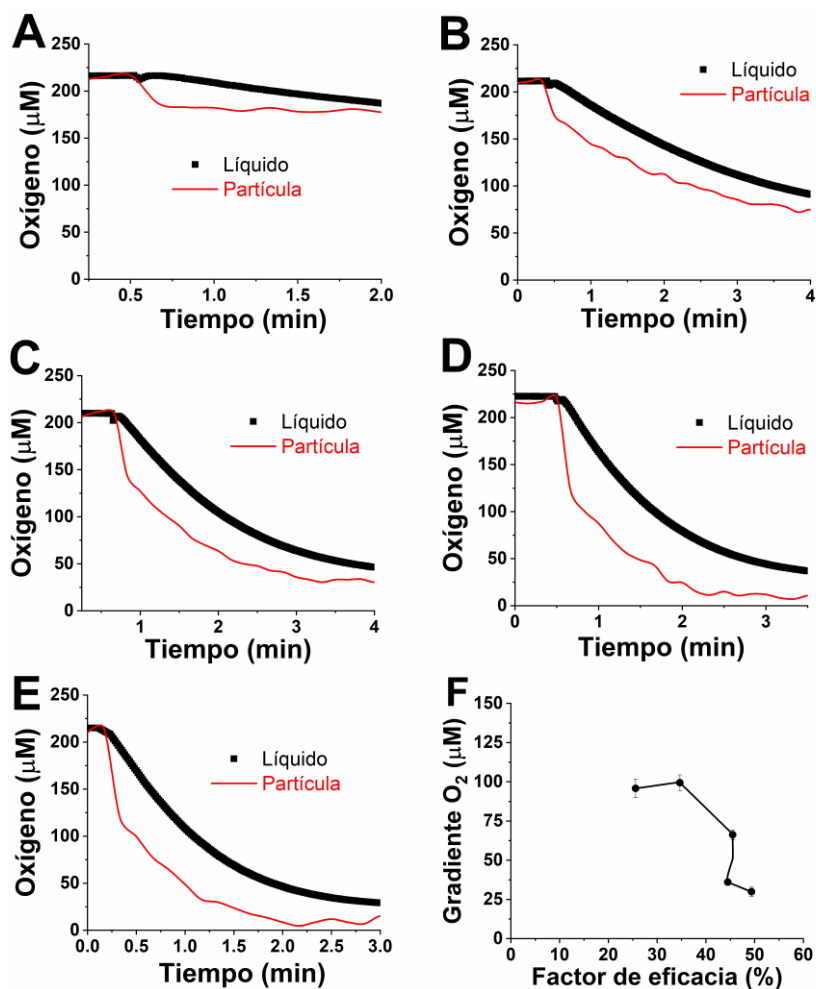 A
Oxígeno (µM)
250
200
150
100
50
0
Líquido
Partícula
0.5
1.0
1.5
2.0
Tiempo (min)
B
Oxígeno (µM)
250
200
150
100
50
0
Líquido
Partícula
0
1
2
3
4
Tiempo (min)
C
Oxígeno (µM)
250
200
150
100
50
0
Líquido
Partícula
1
2
3
4
Tiempo (min)
D
Oxígeno (µM)
250
200
150
100
50
0
Líquido
Partícula
0
1
2
3
Tiempo (min)
E
Oxígeno (µM)
250
200
150
100
50
0
Líquido
Partícula
0.0
0.5
1.0
1.5
2.0
2.5
3.0
Tiempo (min)
F
Gradiente O₂ (µM)
150
125
100
75
50
25
0
0
10
20
30
40
50
60
Factor de eficacia (%)